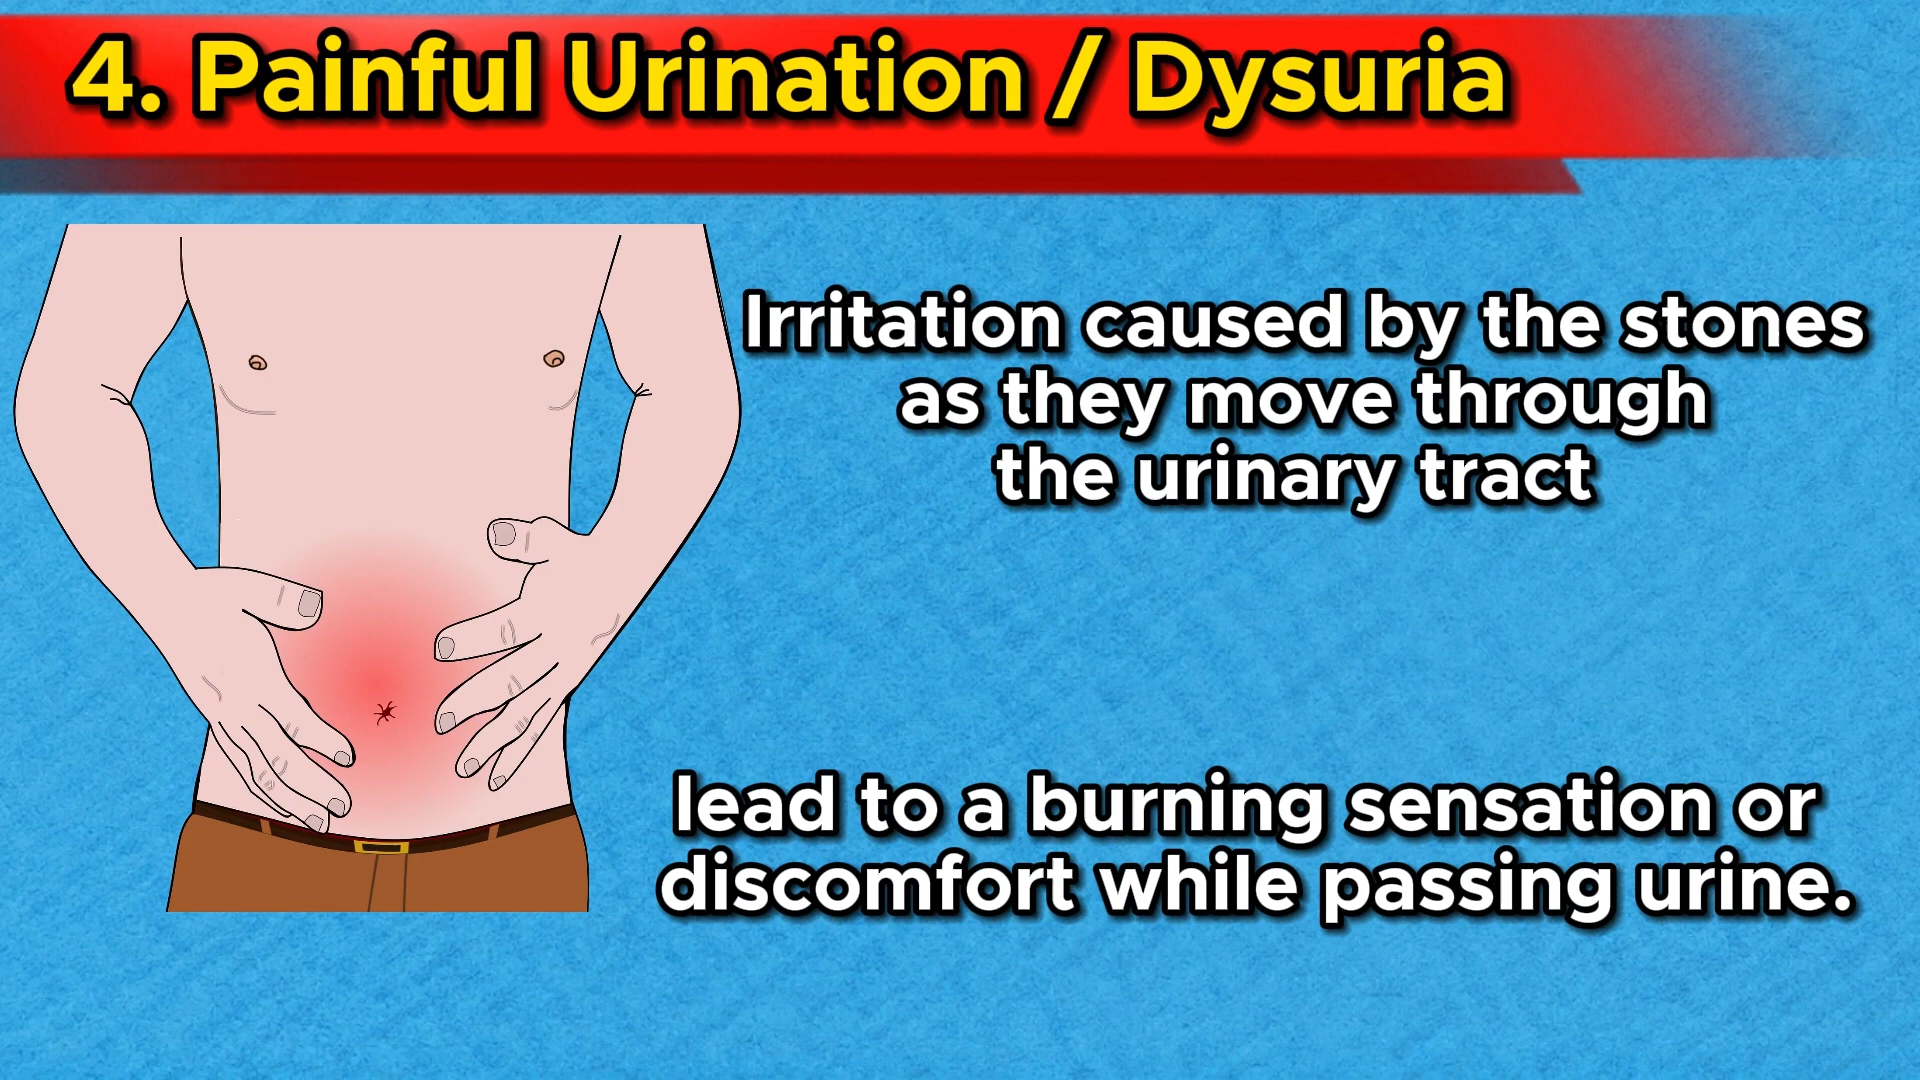 4. Painful Urination / Dysuria
Irritation caused by the stones
as they move through
the urinary tract
lead to a burning sensation or
discomfort while passing urine.